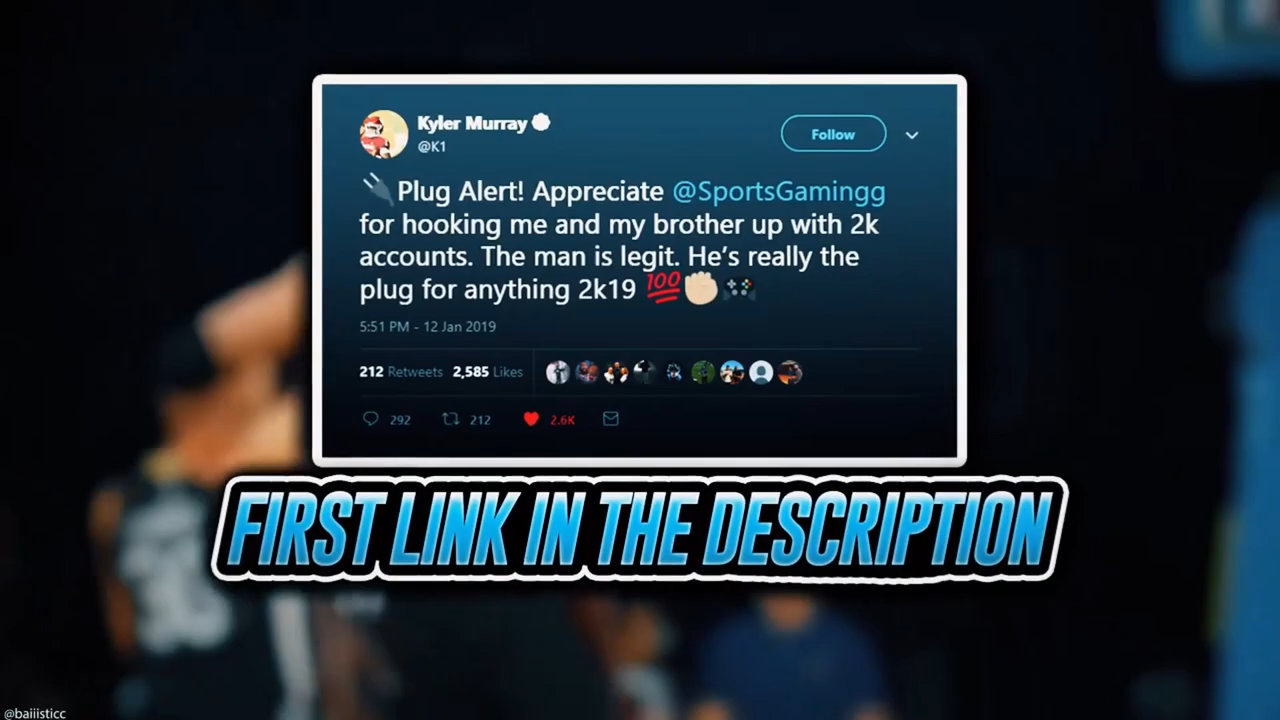 Kyler Murray
@K1
Follow
🔌Plug Alert! Appreciate @SportsGamingg
for hooking me and my brother up with 2k
accounts. The man is legit. He's really the
plug for anything 2k19 💯✊🏼🎮
5:51 PM - 12 Jan 2019
212 Retweets 2,585 Likes
292 212 2.6K
FIRST LINK IN THE DESCRIPTION
@baiiisticc